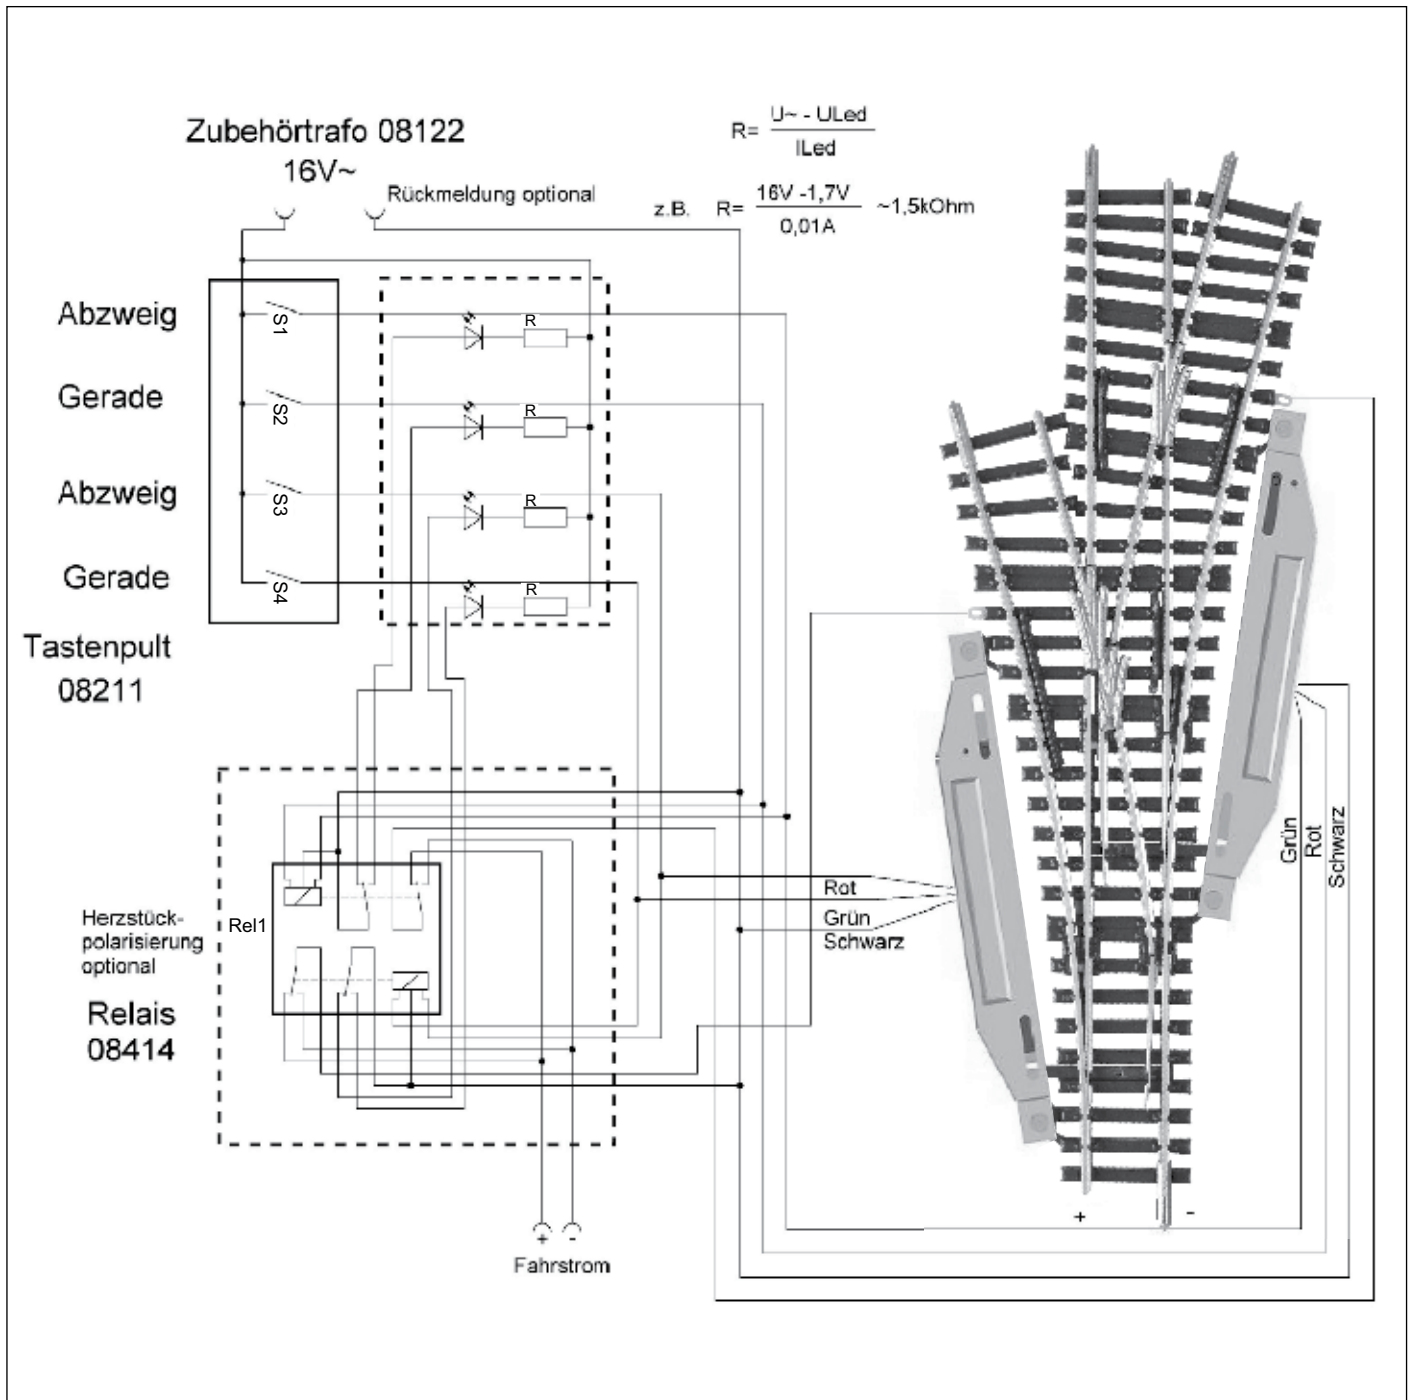 Zubehörtrafo 08122
16V~
Rückmeldung optional
R= U~ - ULed
ILed
z.B. R= 16V -1,7V ~1,5kOhm
0,01A
Abzweig
S1
R
Gerade
S2
R
Abzweig
S3
R
Gerade
S4
R
Tastenpult
08211
Grün
Rot
Schwarz
Rot
Grün
Schwarz
Herzstück-
polarisierung
optional
Rel1
Relais
08414
+ -
+ -
Fahrstrom